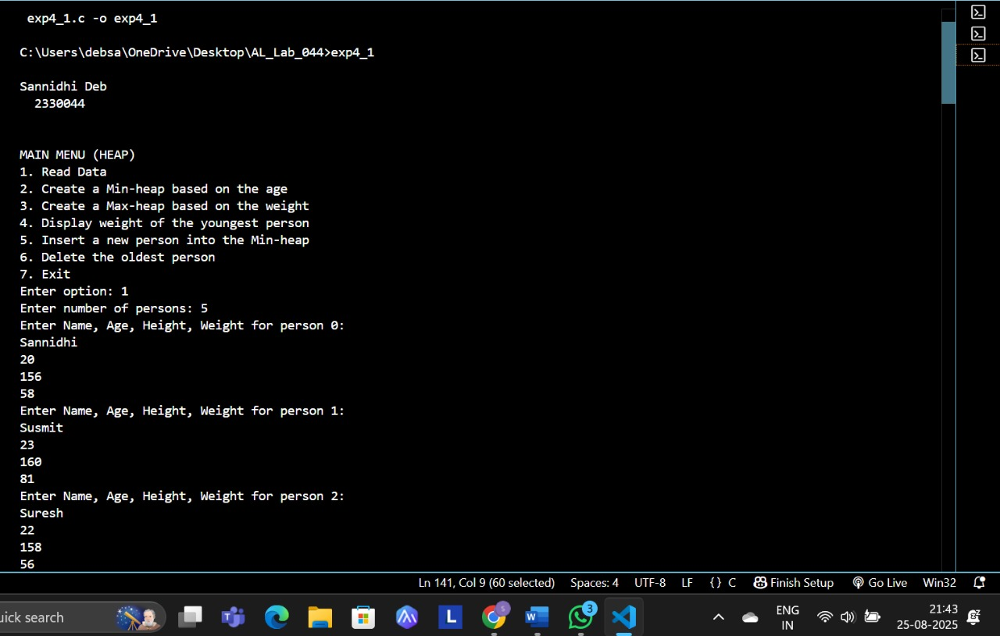 exp4_1.c -o exp4_1
C:\Users\debsa\OneDrive\Desktop\AL_Lab_044>exp4_1
Sannidhi Deb
2330044
MAIN MENU (HEAP)
1. Read Data
2. Create a Min-heap based on the age
3. Create a Max-heap based on the weight
4. Display weight of the youngest person
5. Insert a new person into the Min-heap
6. Delete the oldest person
7. Exit
Enter option: 1
Enter number of persons: 5
Enter Name, Age, Height, Weight for person 0:
Sannidhi
20
156
58
Enter Name, Age, Height, Weight for person 1:
Susmit
23
160
81
Enter Name, Age, Height, Weight for person 2:
Suresh
22
158
56
Ln 141, Col 9 (60 selected) Spaces: 4 UTF-8 LF {} C Finish Setup Go Live Win32
uick search T L s W 3 ENG IN 21:43
25-08-2025